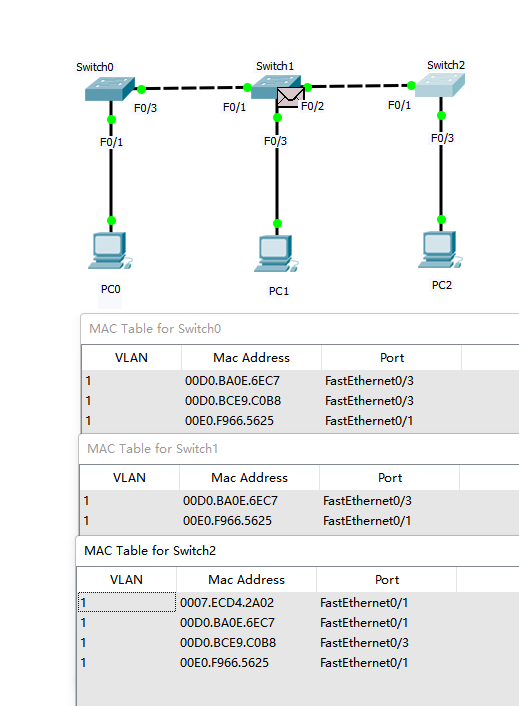 Switch0 Switch1 Switch2
F0/3 F0/1 F0/2 F0/1
F0/1 F0/3 F0/3
PC0 PC1 PC2
MAC Table for Switch0
VLAN Mac Address Port
1 00D0.BA0E.6EC7 FastEthernet0/3
1 00D0.BCE9.C0B8 FastEthernet0/3
1 00E0.F966.5625 FastEthernet0/1
MAC Table for Switch1
VLAN Mac Address Port
1 00D0.BA0E.6EC7 FastEthernet0/3
1 00E0.F966.5625 FastEthernet0/1
MAC Table for Switch2
VLAN Mac Address Port
1 0007.ECD4.2A02 FastEthernet0/1
1 00D0.BA0E.6EC7 FastEthernet0/1
1 00D0.BCE9.C0B8 FastEthernet0/3
1 00E0.F966.5625 FastEthernet0/1